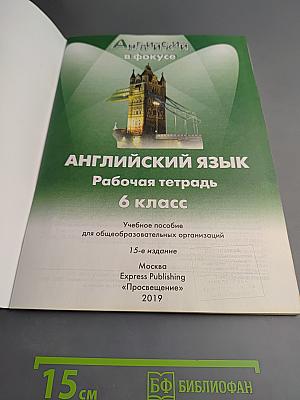 Английский
в фокусе
АНГЛИЙСКИЙ ЯЗЫК
Рабочая тетрадь
6 класс
Учебное пособие
для общеобразовательных организаций
15-е издание
Москва
Express Publishing
«Просвещение»
2019
15 см
БФ БИБЛИОФАН